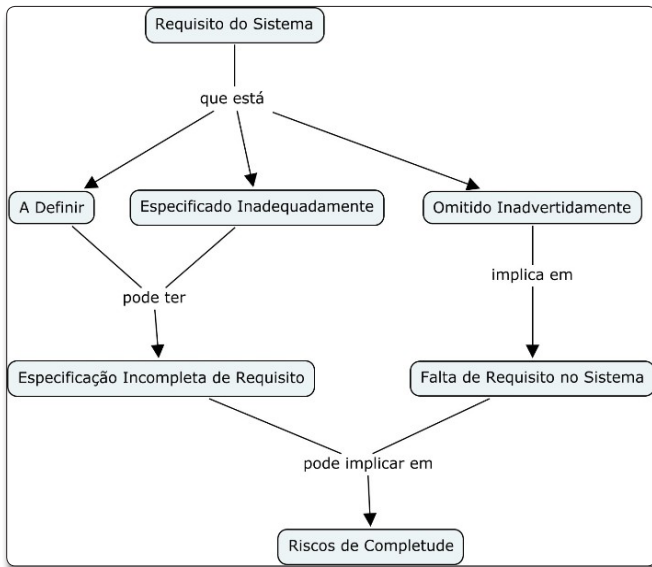 Requisito do Sistema
que está
A Definir
Especificado Inadequadamente
Omitido Inadvertidamente
implica em
pode ter
Especificação Incompleta de Requisito
Falta de Requisito no Sistema
pode implicar em
Riscos de Completude